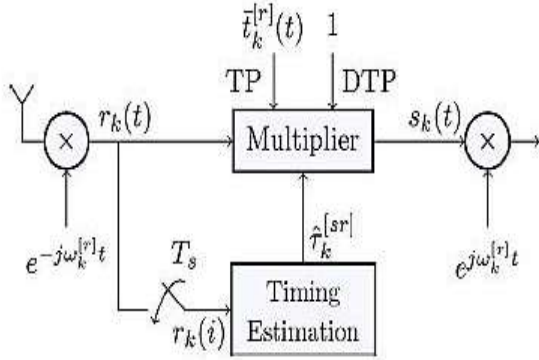 t̄_k^{[r]}(t) 1
TP DTP
× r_k(t) Multiplier s_k(t) ×
e^{-jω_k^{[r]}t} T_s τ̂_k^{[sr]} e^{jω_k^{[r]}t}
r_k(i) Timing
Estimation